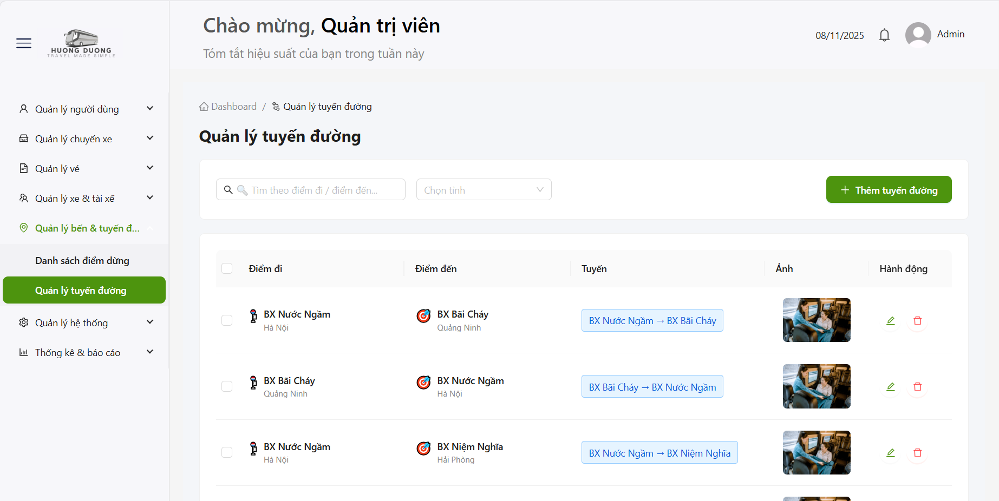 HUONG DUONG
TRAVEL MADE SIMPLE
Chào mừng, Quản trị viên
Tóm tắt hiệu suất của bạn trong tuần này
08/11/2025
Admin
Quản lý người dùng
Quản lý chuyến xe
Quản lý vé
Quản lý xe & tài xế
Quản lý bến & tuyến đ...
Danh sách điểm dừng
Quản lý tuyến đường
Quản lý hệ thống
Thống kê & báo cáo
Dashboard / Quản lý tuyến đường
Quản lý tuyến đường
Tìm theo điểm đi / điểm đến...
Chọn tỉnh
+ Thêm tuyến đường
Điểm đi Điểm đến Tuyến Ảnh Hành động
BX Nước Ngầm BX Bãi Cháy BX Nước Ngầm → BX Bãi Cháy
Hà Nội Quảng Ninh
BX Bãi Cháy BX Nước Ngầm BX Bãi Cháy → BX Nước Ngầm
Quảng Ninh Hà Nội
BX Nước Ngầm BX Niệm Nghĩa BX Nước Ngầm → BX Niệm Nghĩa
Hà Nội Hải Phòng